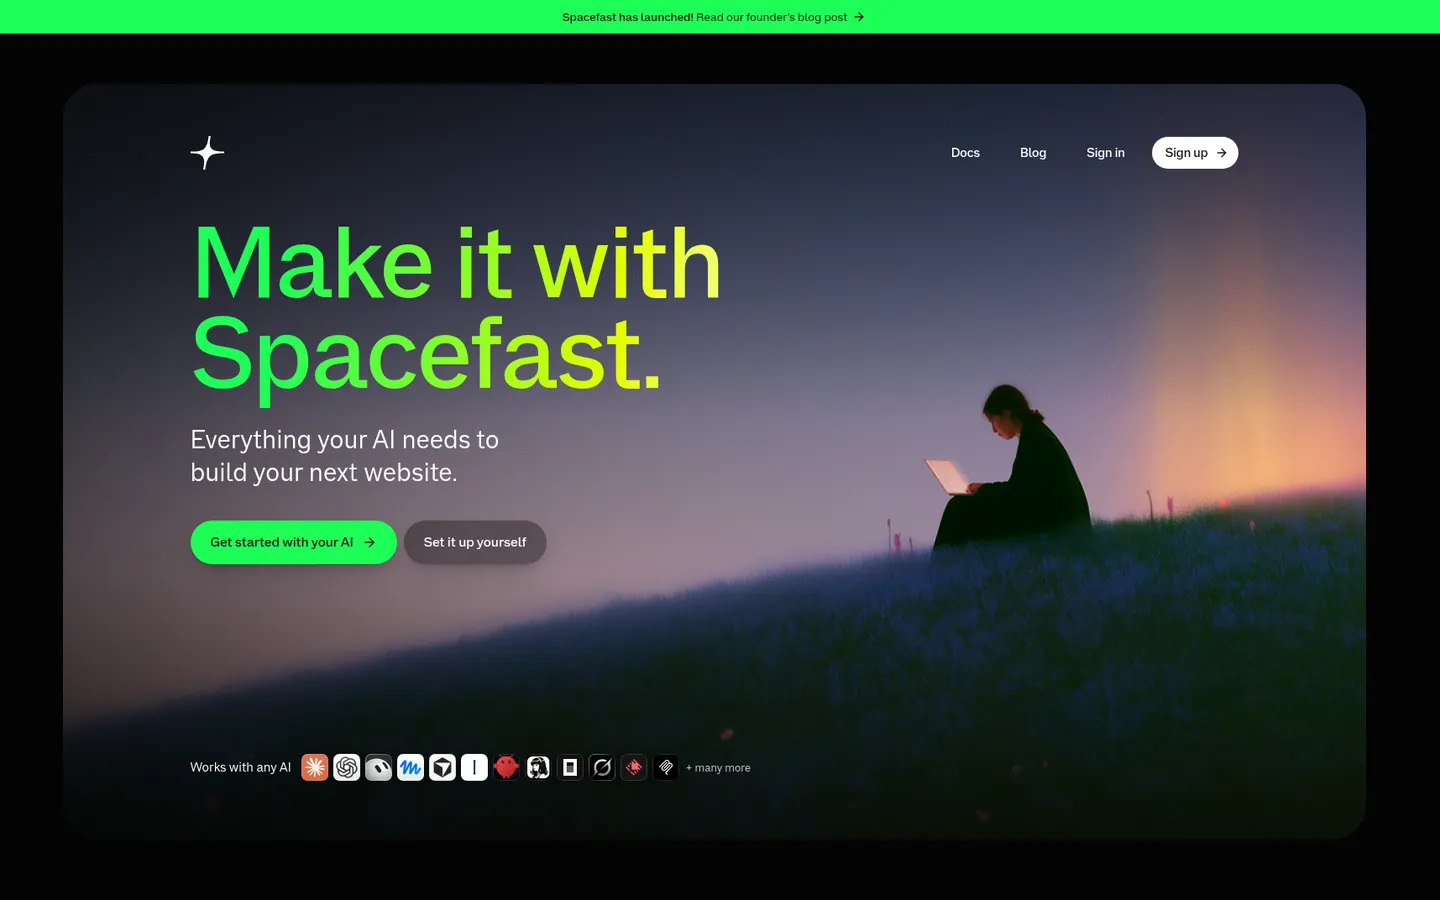 Spacefast has launched! Read our founder's blog post →
Docs
Blog
Sign in
Sign up →
Make it with
Spacefast.
Everything your AI needs to
build your next website.
Get started with your AI →
Set it up yourself
Works with any AI
+ many more